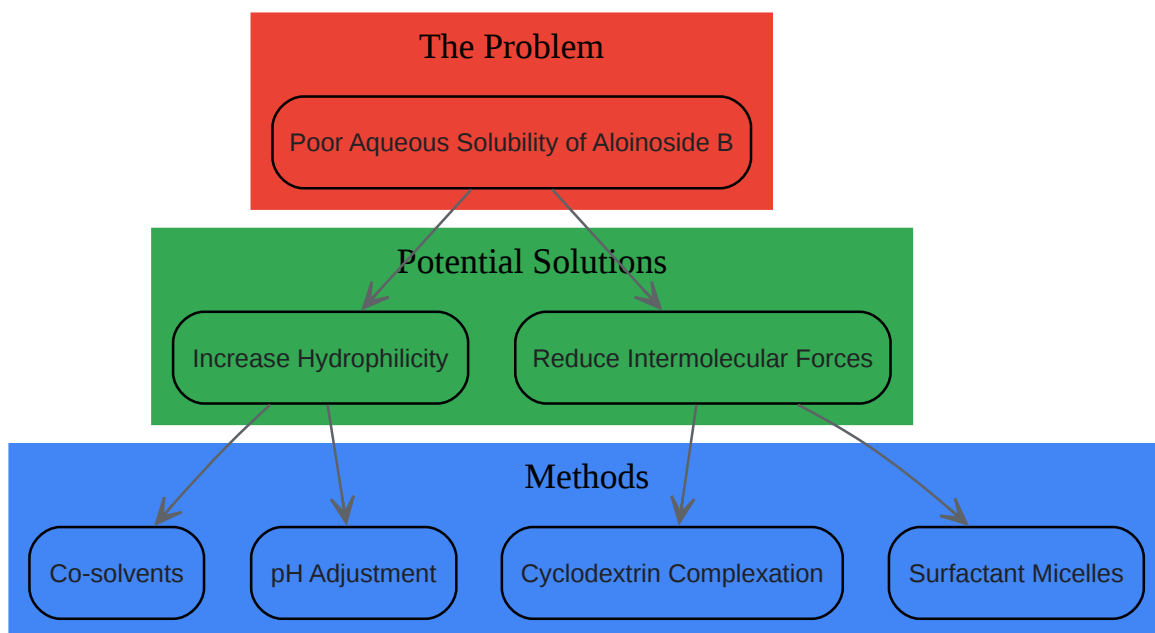 The Problem
Poor Aqueous Solubility of Aloinoside B
Potential Solutions
Increase Hydrophilicity
Reduce Intermolecular Forces
Methods
Co-solvents
pH Adjustment
Cyclodextrin Complexation
Surfactant Micelles